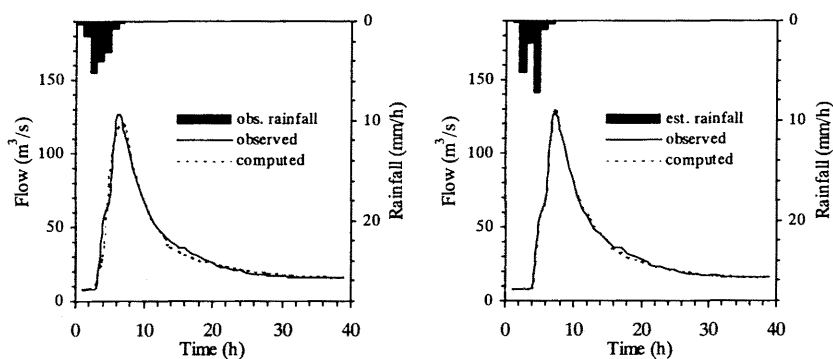 0
150
obs. rainfall
10
observed
computed
100
50
20
0
0
10
20
30
40
Flow (m³/s)
Rainfall (mm/h)
Time (h)
0
150
est. rainfall
10
observed
computed
100
50
20
0
0
10
20
30
40
Flow (m³/s)
Rainfall (mm/h)
Time (h)